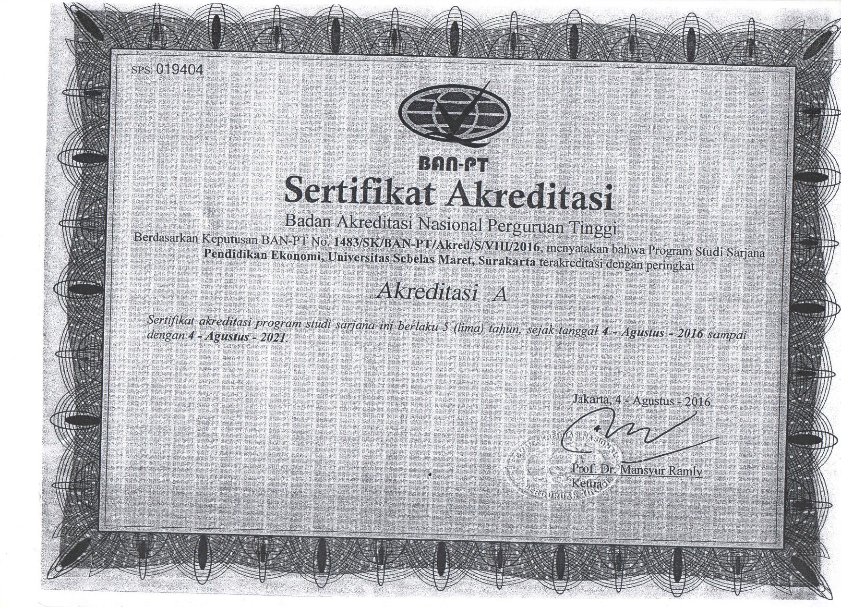 SPS: 019404
BAN-PT
Sertifikat Akreditasi
Badan Akreditasi Nasional Perguruan Tinggi
Berdasarkan Keputusan BAN-PT No. 1483/SK/BAN-PT/Akred/S/VIII/2016, menyatakan bahwa Program Studi Sarjana
Pendidikan Ekonomi, Universitas Sebelas Maret, Surakarta terakreditasi dengan peringkat
Akreditasi A
Sertifikat akreditasi program studi sarjana ini berlaku 5 (lima) tahun, sejak tanggal 4 - Agustus - 2016 sampai
dengan 4 - Agustus - 2021.
Jakarta, 4 - Agustus - 2016
Prof. Dr. Mansyur Ramly
Ketua